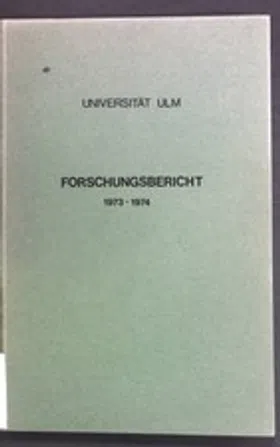 UNIVERSITÄT ULM
FORSCHUNGSBERICHT
1973 - 1974